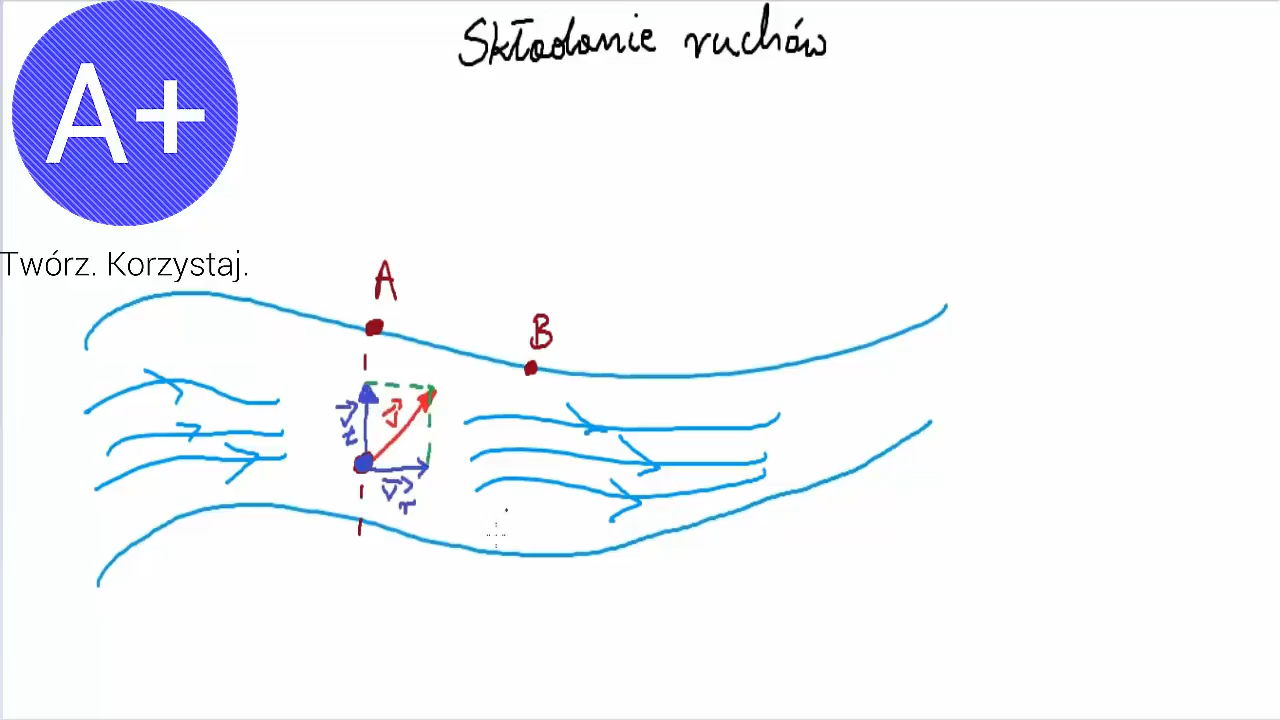 Składanie ruchów
A+
Twórz. Korzystaj.
A
B
v⃗t
v⃗
v⃗r